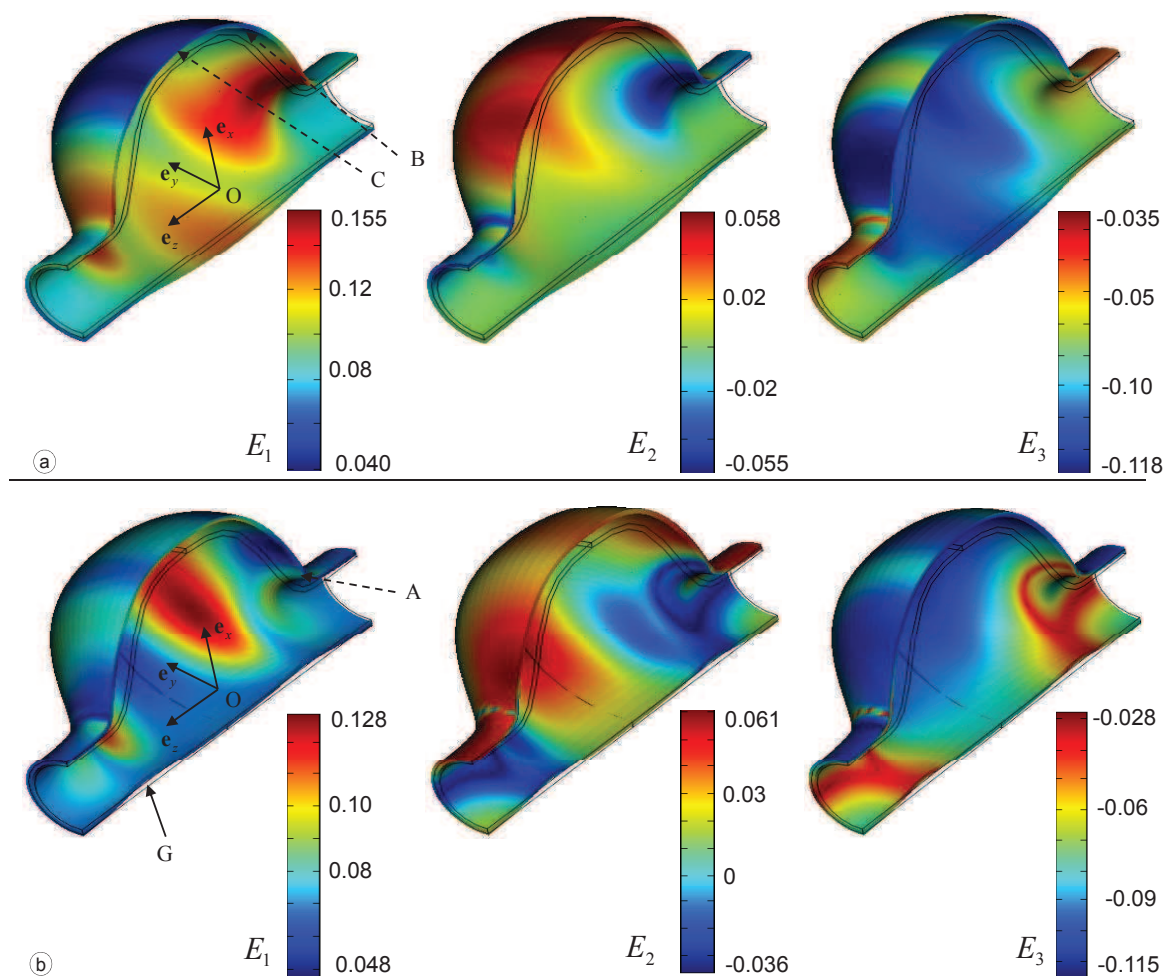 B
C
e_x
e_y
O
e_z
0.155
0.12
0.08
0.040
E_1
0.058
0.02
-0.02
-0.055
E_2
-0.035
-0.05
-0.10
-0.118
E_3
a
A
e_x
e_y
O
e_z
G
0.128
0.10
0.08
0.048
E_1
0.061
0.03
0
-0.036
E_2
-0.028
-0.06
-0.09
-0.115
E_3
b